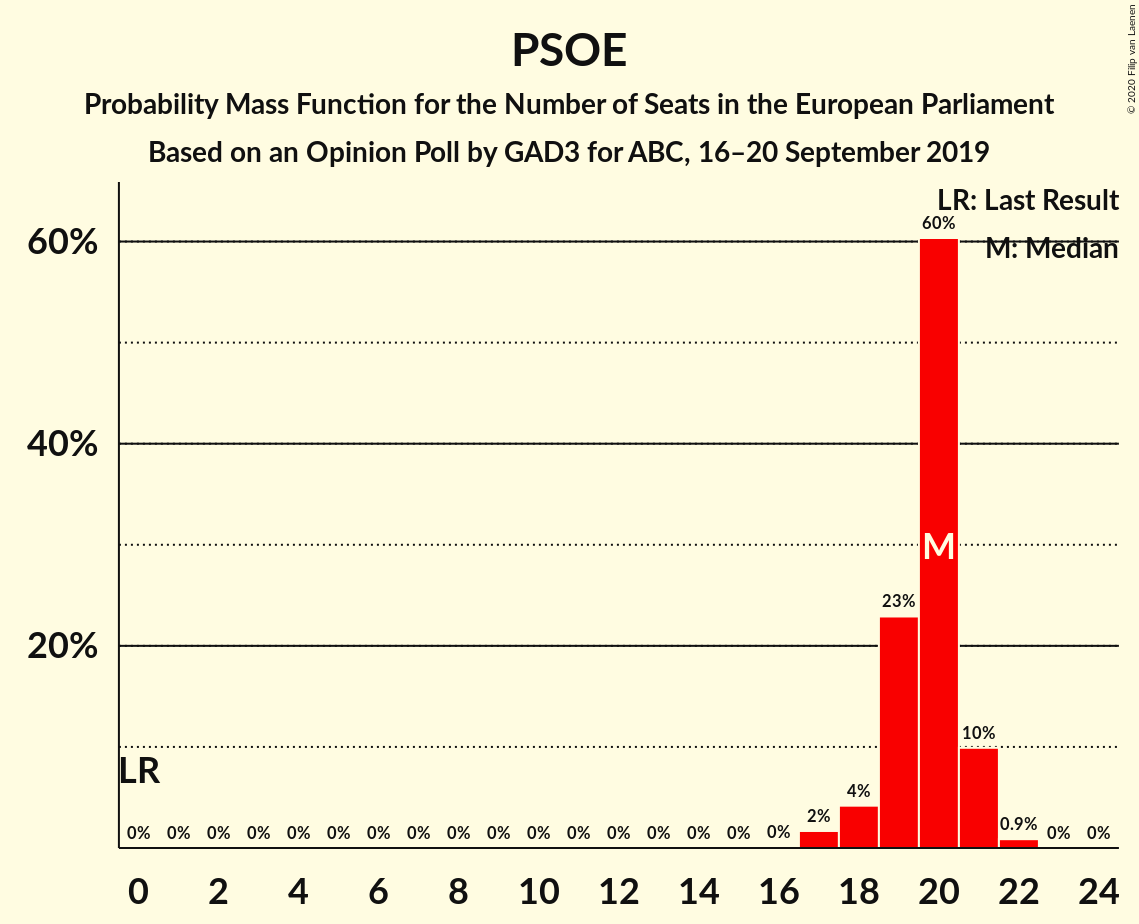 PSOE
Probability Mass Function for the Number of Seats in the European Parliament
Based on an Opinion Poll by GAD3 for ABC, 16–20 September 2019
© 2020 Filip van Laenen
LR: Last Result
M: Median
60%
40%
20%
LR
0% 0% 0% 0% 0% 0% 0% 0% 0% 0% 0% 0% 0% 0% 0% 0% 0% 2% 4% 23% 60% 10% 0.9% 0% 0%
M
0 2 4 6 8 10 12 14 16 18 20 22 24